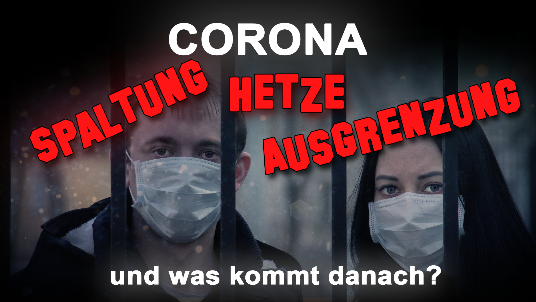 CORONA
SPALTUNG
HETZE
AUSGRENZUNG
und was kommt danach?